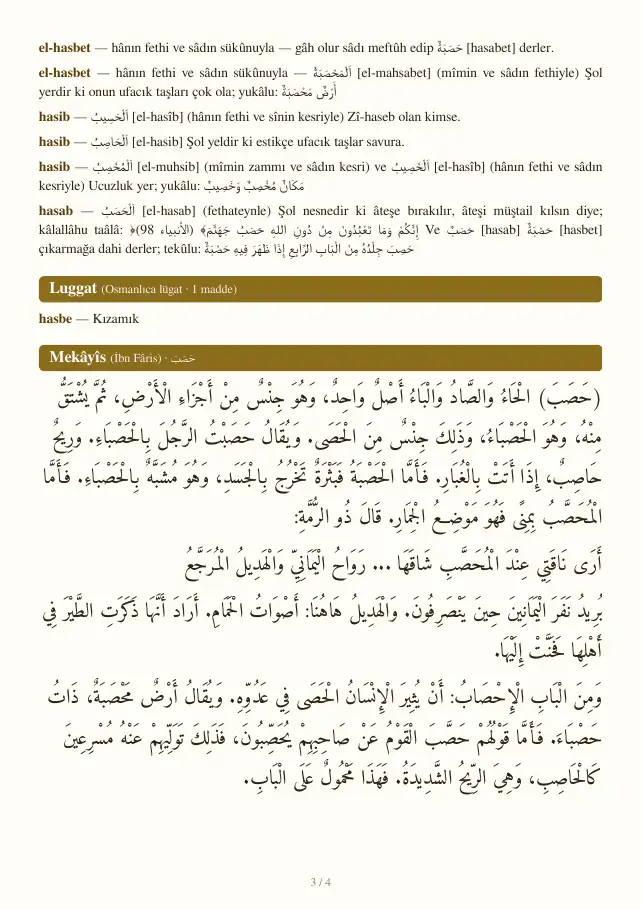 el-hasbet — hânın fethi ve sâdın sükûnuyla — gâh olur sâdı meftûh edip حَصَبَةٌ [hasabet] derler.
el-hasbet — hânın fethi ve sâdın sükûnuyla — اَلْمَحْصَبَةُ [el-mahsabet] (mîmin ve sâdın fethiyle) Şol
yerdir ki onun ufacık taşları çok ola; yukâlu: أَرْضٌ مَحْصَبَةٌ
hasib — اَلْحَسِيبُ [el-hasîb] (hânın fethi ve sînin kesriyle) Zî-haseb olan kimse.
hasib — اَلْحَاصِبُ [el-hasib] Şol yeldir ki estikçe ufacık taşlar savura.
hasib — اَلْمُخْصِبُ [el-muhsib] (mîmin zammı ve sâdın kesri) ve اَلْخَصِيبُ [el-hasîb] (hânın fethi ve sâdın
kesriyle) Ucuzluk yer; yukâlu: مَكَانٌ مُخْصِبٌ وَخَصِيبٌ
hasab — اَلْحَصَبُ [el-hasab] (fethateynle) Şol nesnedir ki âteşe bırakılır, âteşi müştail kılsın diye;
kâlallâhu taâlâ: ﴿إِنَّكُمْ وَمَا تَعْبُدُونَ مِنْ دُونِ اللهِ حَصَبُ جَهَنَّمَ﴾ (الأنبياء 98) Ve حَصَبٌ [hasab] حَصْبَةٌ [hasbet]
çıkarmağa dahi derler; tekûlu: حَصِبَ جِلْدُهُ مِنَ الْبَابِ الرَّابِعِ إِذَا ظَهَرَ فِيهِ حَصْبَةٌ
Luggat (Osmanlıca lügat · 1 madde)
hasbe — Kızamık
Mekâyîs (İbn Fâris) · حَصَبَ
(حَصَبَ) الْحَاءُ وَالصَّادُ وَالْبَاءُ أَصْلٌ وَاحِدٌ، وَهُوَ جِنْسٌ مِنْ أَجْزَاءِ الْأَرْضِ، ثُمَّ يُشْتَقُّ
مِنْهُ، وَهُوَ الْحَصْبَاءُ، وَذَلِكَ جِنْسٌ مِنَ الْحَصَى. وَيُقَالُ حَصَبْتُ الرَّجُلَ بِالْحَصْبَاءِ. وَرِيحٌ
حَاصِبٌ، إِذَا أَتَتْ بِالْغُبَارِ. فَأَمَّا الْحَصْبَةُ فَبَثْرَةٌ تَخْرُجُ بِالْجَسَدِ، وَهُوَ مُشَبَّهٌ بِالْحَصْبَاءِ. فَأَمَّا
الْمُحَصَّبُ بِمِنًى فَهُوَ مَوْضِعُ الْجِمَارِ. قَالَ ذُو الرُّمَّةِ:
أَرَى نَاقَتِي عِنْدَ الْمُحَصَّبِ شَاقَهَا ... رَوَاحُ الْيَمَانِيِّ وَالْهَدِيلُ الْمُرَجَّعُ
يُرِيدُ نَفَرَ الْيَمَانِينَ حِينَ يَنْصَرِفُونَ. وَالْهَدِيلُ هَاهُنَا: أَصْوَاتُ الْحَمَامِ. أَرَادَ أَنَّهَا ذَكَرَتِ الطَّيْرَ فِي
أَهْلِهَا فَحَنَّتْ إِلَيْهَا.
وَمِنَ الْبَابِ الْإِحْصَابُ: أَنْ يُثِيرَ الْإِنْسَانُ الْحَصَى فِي عَدْوِهِ. وَيُقَالُ أَرْضٌ مَحْصَبَةٌ، ذَاتُ
حَصْبَاءَ. فَأَمَّا قَوْلُهُمْ حَصَّبَ الْقَوْمُ عَنْ صَاحِبِهِمْ يُحَصِّبُونَ، فَذَلِكَ تَوَلِّيهِمْ عَنْهُ مُسْرِعِينَ
كَالْحَاصِبِ، وَهِيَ الرِّيحُ الشَّدِيدَةُ. فَهَذَا مَحْمُولٌ عَلَى الْبَابِ.
3 / 4